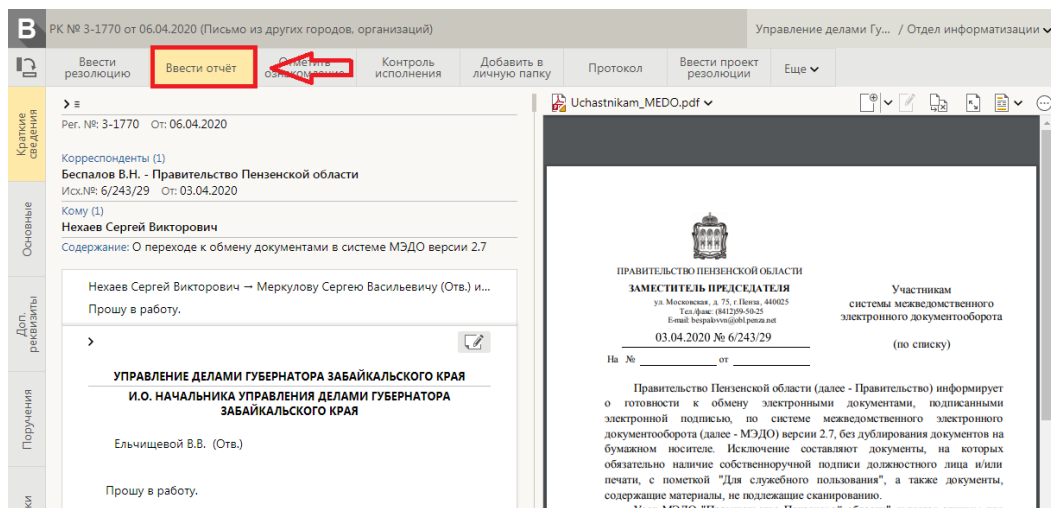 В
РК № 3-1770 от 06.04.2020 (Письмо из других городов, организаций)
Управление делами Гу... / Отдел информатизации
Ввести резолюцию
Ввести отчёт
Отметить ознакомление
Контроль исполнения
Добавить в личную папку
Протокол
Ввести проект резолюции
Еще
Краткие сведения
Основные
Доп. реквизиты
Поручения
Рег. №: 3-1770 От: 06.04.2020
Корреспонденты (1)
Беспалов В.Н. - Правительство Пензенской области
Исх.№: 6/243/29 От: 03.04.2020
Кому (1)
Нехаев Сергей Викторович
Содержание: О переходе к обмену документами в системе МЭДО версии 2.7
Нехаев Сергей Викторович → Меркулову Сергею Васильевичу (Отв.) и...
Прошу в работу.
УПРАВЛЕНИЕ ДЕЛАМИ ГУБЕРНАТОРА ЗАБАЙКАЛЬСКОГО КРАЯ
И.О. НАЧАЛЬНИКА УПРАВЛЕНИЯ ДЕЛАМИ ГУБЕРНАТОРА
ЗАБАЙКАЛЬСКОГО КРАЯ
Ельчищевой В.В. (Отв.)
Прошу в работу.
Uchastnikam_MEDO.pdf
ПРАВИТЕЛЬСТВО ПЕНЗЕНСКОЙ ОБЛАСТИ
ЗАМЕСТИТЕЛЬ ПРЕДСЕДАТЕЛЯ
ул. Московская, д. 75, г.Пенза, 440025
Тел./факс: (8412)59-50-25
E-mail: bespalovvn@obl.penza.net
03.04.2020 № 6/243/29
На № от
Участникам
системы межведомственного
электронного документооборота
(по списку)
Правительство Пензенской области (далее - Правительство) информирует
о готовности к обмену электронными документами, подписанными
электронной подписью, по системе межведомственного электронного
документооборота (далее - МЭДО) версии 2.7, без дублирования документов на
бумажном носителе. Исключение составляют документы, на которых
обязательно наличие собственноручной подписи должностного лица и/или
печати, с пометкой "Для служебного пользования", а также документы,
содержащие материалы, не подлежащие сканированию.